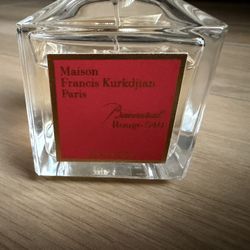 Maison
Francis Kurkdjian
Paris
Baccarat
Rouge 540